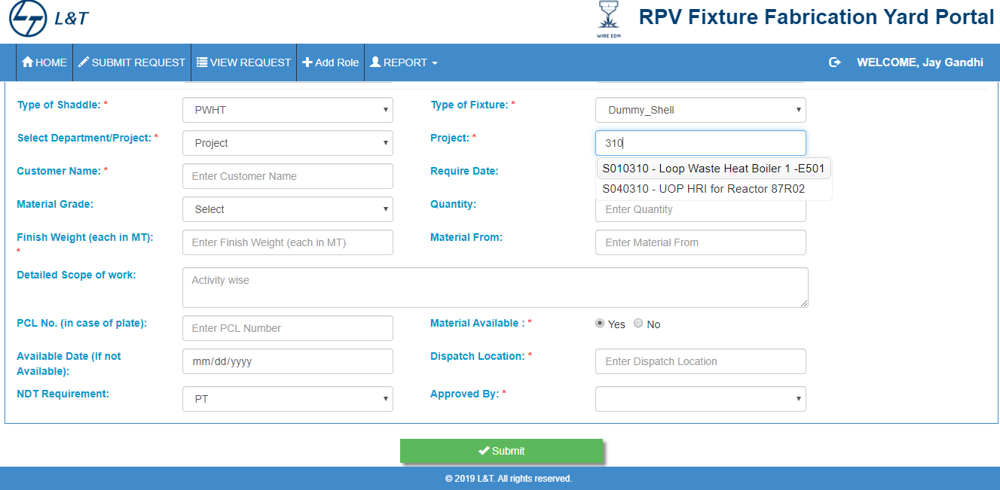 L&T
WIRE EDM
RPV Fixture Fabrication Yard Portal
HOME SUBMIT REQUEST VIEW REQUEST Add Role REPORT WELCOME, Jay Gandhi
Type of Shaddle: * PWHT Type of Fixture: * Dummy_Shell
Select Department/Project: * Project Project: * 310
Customer Name: * Enter Customer Name Require Date: S010310 - Loop Waste Heat Boiler 1 -E501
S040310 - UOP HRI for Reactor 87R02
Material Grade: Select Quantity: Enter Quantity
Finish Weight (each in MT): * Enter Finish Weight (each in MT) Material From: Enter Material From
Detailed Scope of work: Activity wise
PCL No. (in case of plate): Enter PCL Number Material Available : * Yes No
Available Date (If not
Available): mm/dd/yyyy Dispatch Location: * Enter Dispatch Location
NDT Requirement: PT Approved By: *
Submit
© 2019 L&T. All rights reserved.